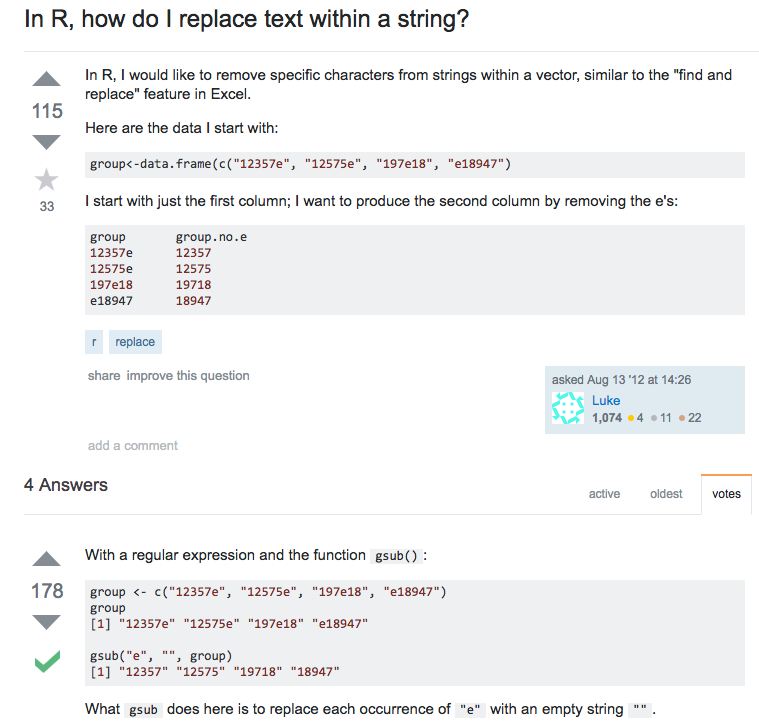 In R, how do I replace text within a string?
In R, I would like to remove specific characters from strings within a vector, similar to the "find and
replace" feature in Excel.
115
Here are the data I start with:
group<-data.frame(c("12357e", "12575e", "197e18", "e18947")
33
I start with just the first column; I want to produce the second column by removing the e's:
group group.no.e
12357e 12357
12575e 12575
197e18 19718
e18947 18947
r replace
share improve this question
asked Aug 13 '12 at 14:26
Luke
1,074 4 11 22
add a comment
4 Answers
active oldest votes
With a regular expression and the function gsub():
178
group <- c("12357e", "12575e", "197e18", "e18947")
group
[1] "12357e" "12575e" "197e18" "e18947"
gsub("e", "", group)
[1] "12357" "12575" "19718" "18947"
What gsub does here is to replace each occurrence of "e" with an empty string "".